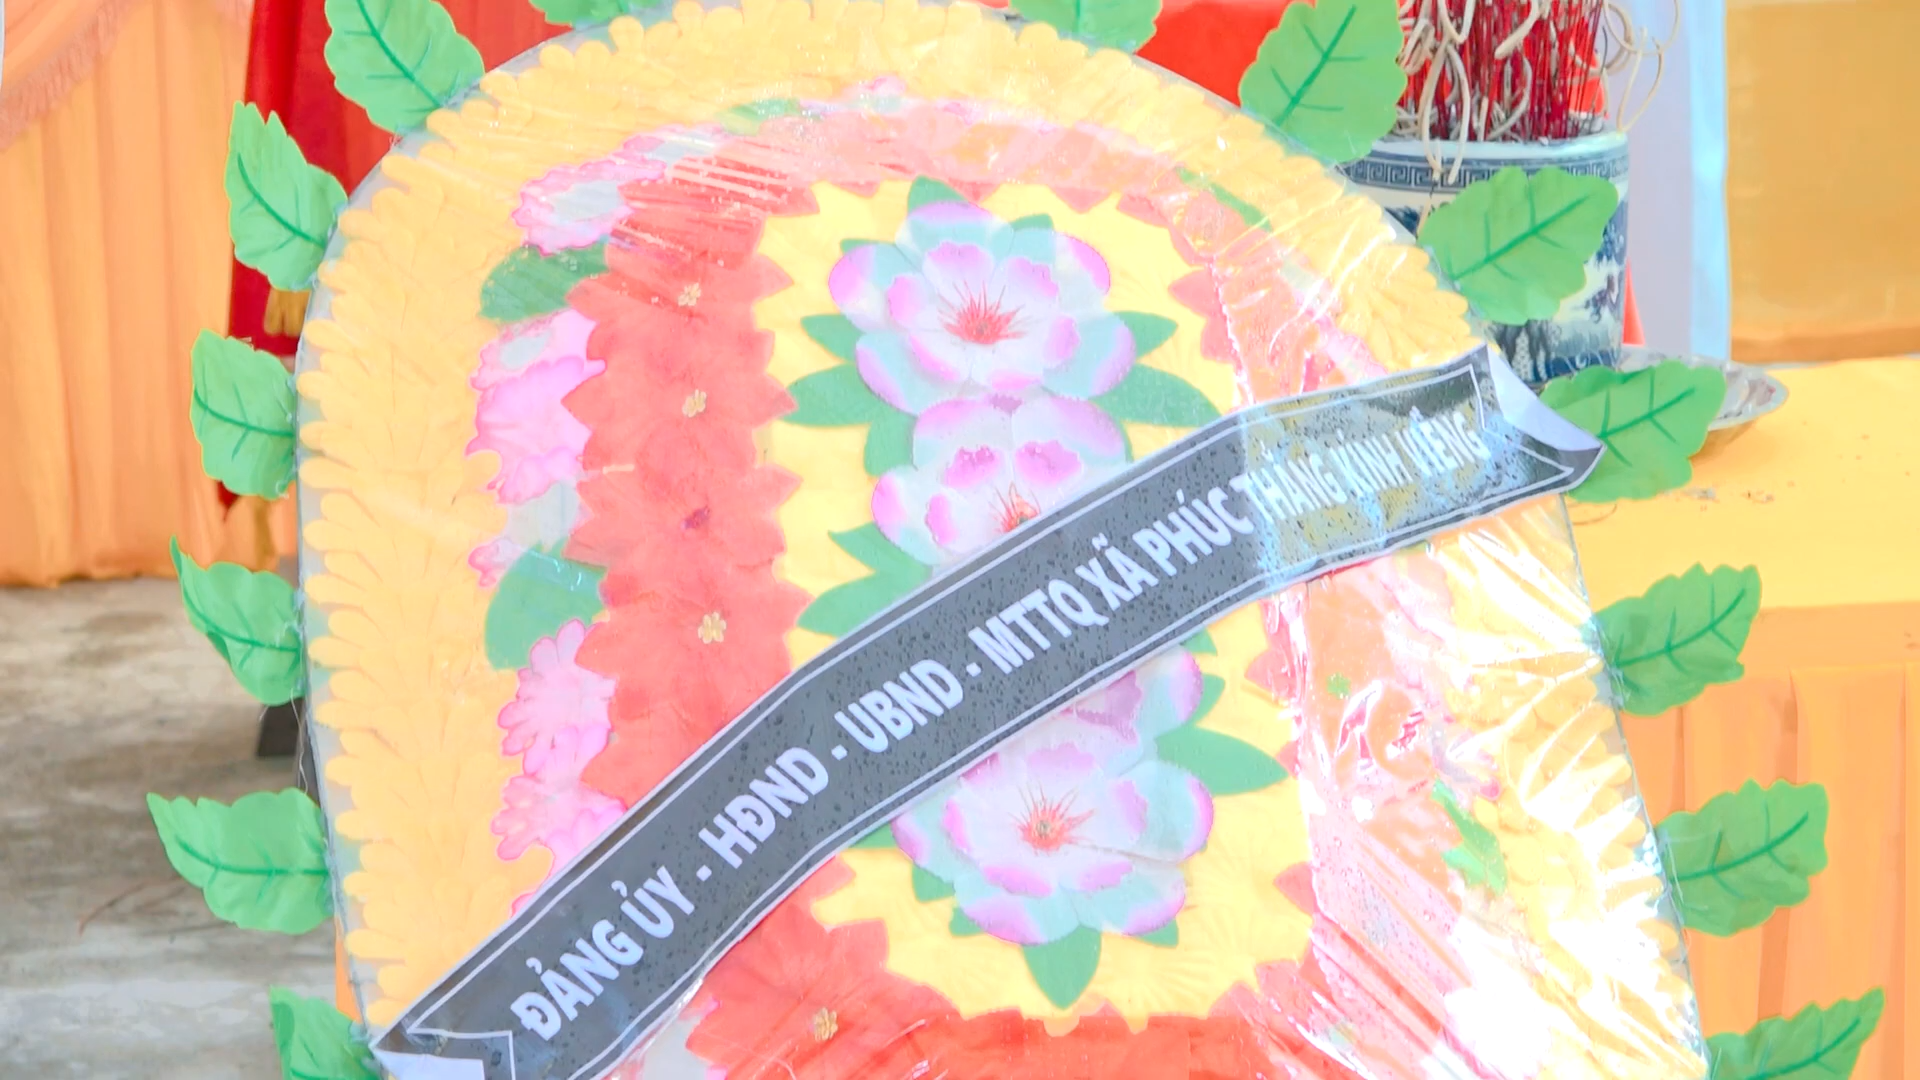 ĐẢNG ỦY - HĐND - UBND - MTTQ XÃ PHÚC THẮNG KÍNH VIẾNG